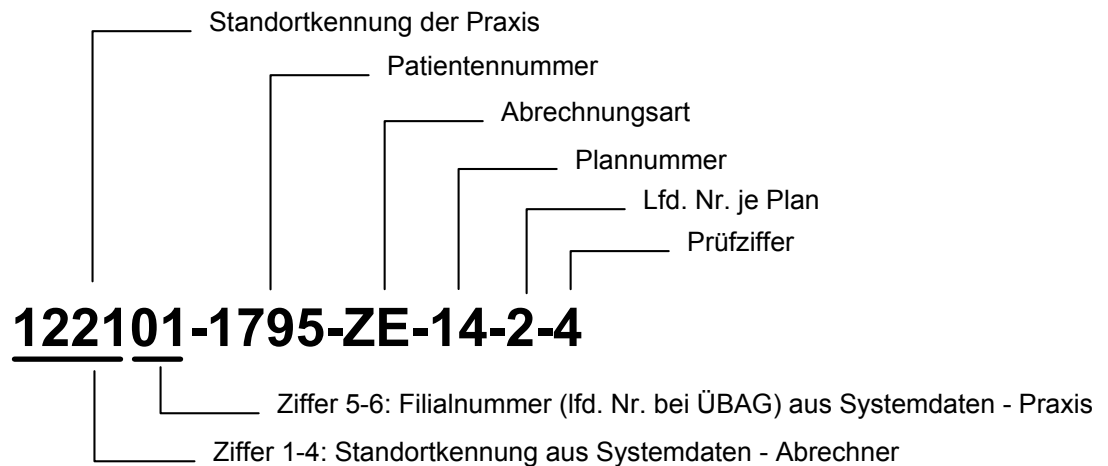 Standortkennung der Praxis
Patientennummer
Abrechnungsart
Plannummer
Lfd. Nr. je Plan
Prüfziffer
122101-1795-ZE-14-2-4
Ziffer 5-6: Filialnummer (lfd. Nr. bei ÜBAG) aus Systemdaten - Praxis
Ziffer 1-4: Standortkennung aus Systemdaten - Abrechner